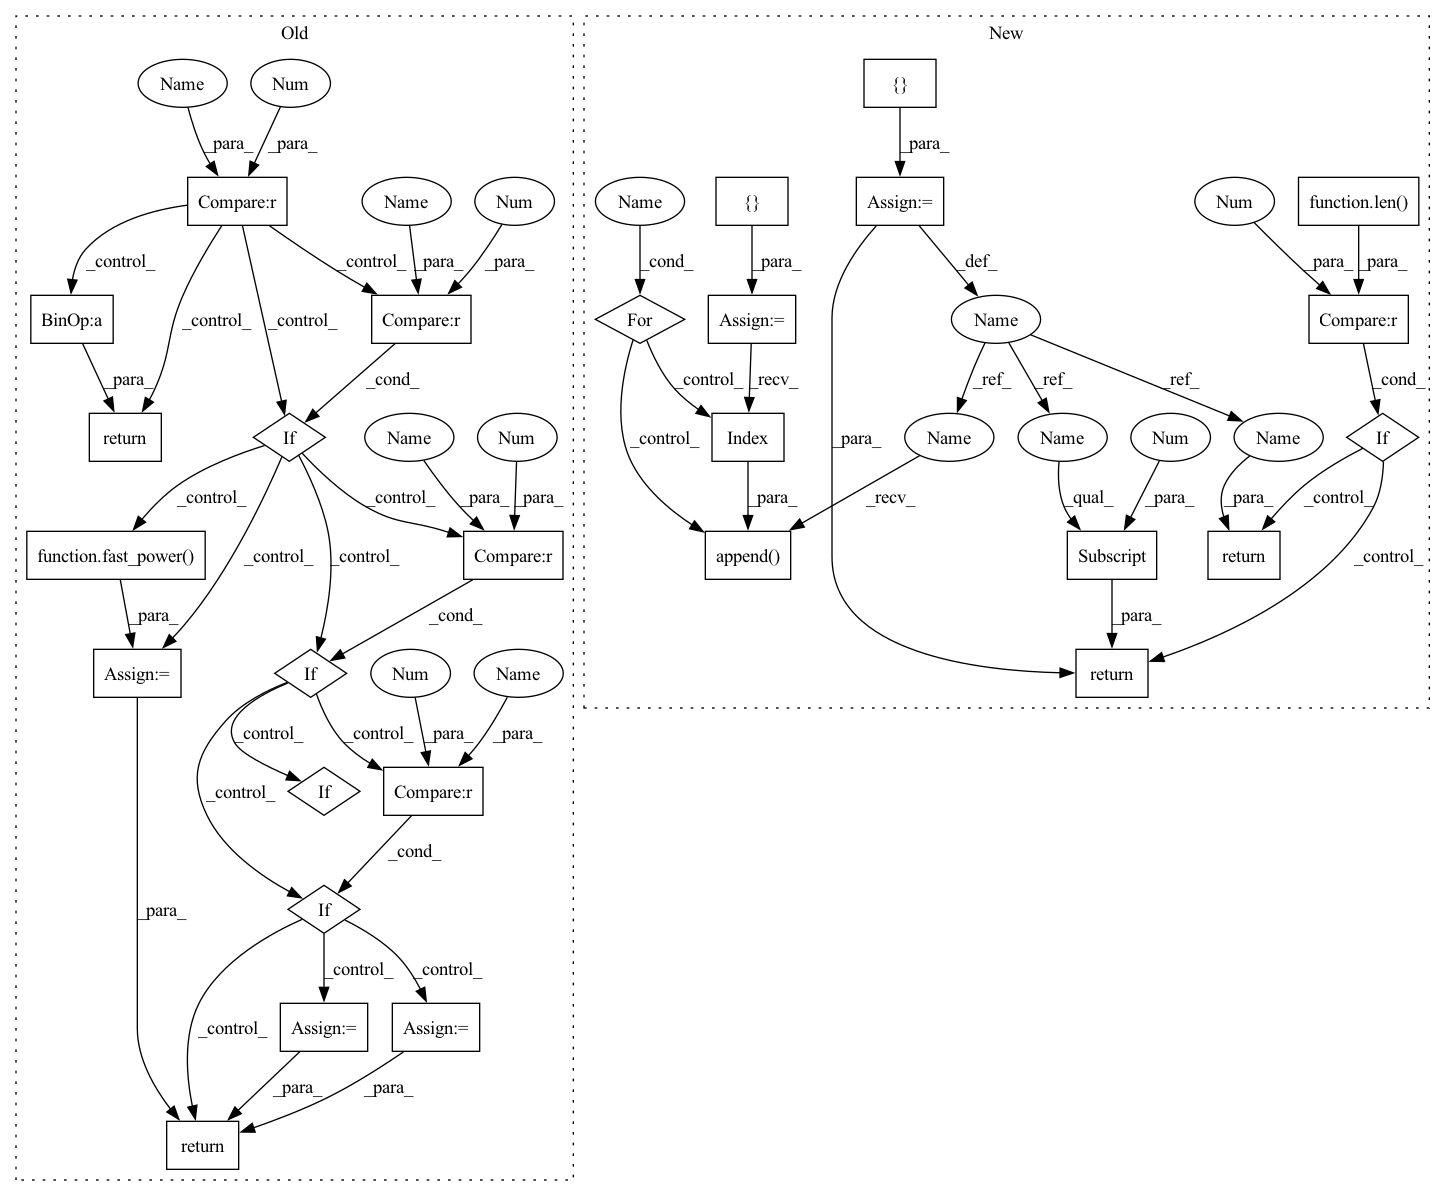 Old
New
Name
Num
{}
_para_
_para_
_para_
Compare:r
Name
Num
Name
{}
Assign:=
Num
function.len()
_control_
_control_
_para_
_para_
_cond_
_para_
_def_
_para_
_para_
BinOp:a
_control_
_control_
Compare:r
For
Assign:=
Name
Compare:r
_para_
_cond_
_control_
_recv_
_ref_
_ref_
_ref_
_cond_
return
If
Name
Num
Index
_control_
_para_
Name
Name
Num
Name
If
_control_
_control_
_para_
_para_
_para_
_recv_
_qual_
_para_
_para_
_control_
function.fast_power()
_control_
_control_
Compare:r
append()
Subscript
return
_control_
_para_
_cond_
_para_
Assign:=
If
Num
Name
return
_control_
_control_
_para_
_para_
_control_
If
Compare:r
_cond_
_para_
If
_control_
_control_
_control_
Assign:=
Assign:=
_para_
_para_
return